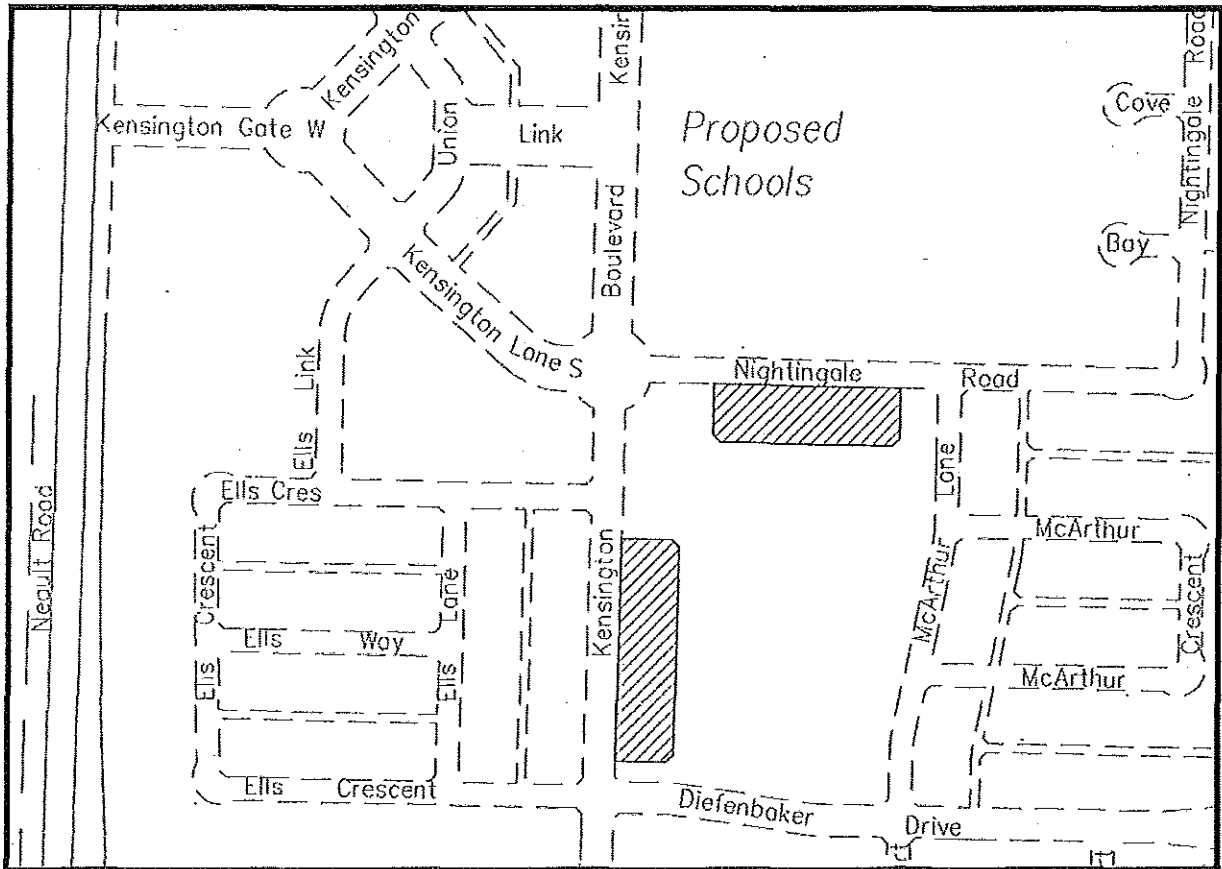 Kensington
Kensin
Road
Kensington Gate W
Union
Link
Proposed
Schools
Cove
Nightingale
Bay
Boulevard
Kensington Lane S
Ells Link
Nightingale Road
Neault Road
Ells Cres
Crescent
Ells Way
Ells
Lane
Ells
Ells Crescent
Kensington
Lane
McArthur
McArthur
Crescent
McArthur
Diefenbaker Drive